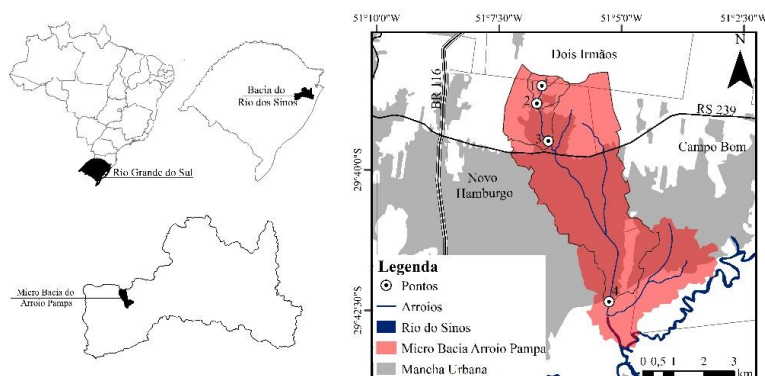 Rio Grande do Sul
Bacia do
Rio dos Sinos
Micro Bacia do
Arroio Pampa
51°10'0"W
51°7'30"W
51°5'0"W
51°2'30"W
29°40'0"S
29°42'30"S
N
Dois Irmãos
BR 116
RS 239
Campo Bom
Novo
Hamburgo
1
2
3
4
Legenda
Pontos
Arroios
Rio do Sinos
Micro Bacia Arroio Pampa
Mancha Urbana
0 0,5 1 2 3
km